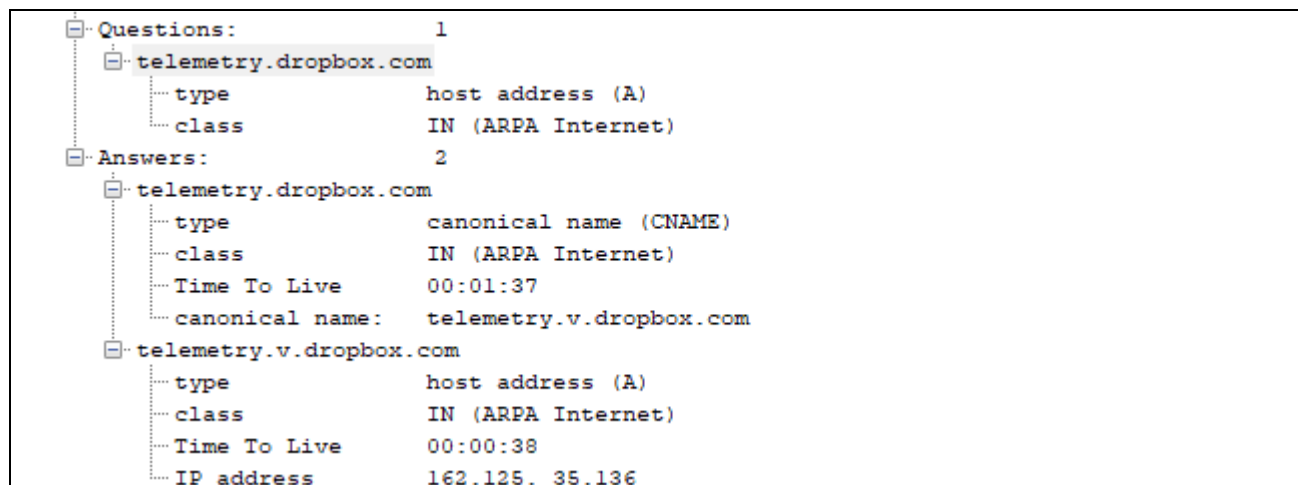 Questions: 1
telemetry.dropbox.com
type host address (A)
class IN (ARPA Internet)
Answers: 2
telemetry.dropbox.com
type canonical name (CNAME)
class IN (ARPA Internet)
Time To Live 00:01:37
canonical name: telemetry.v.dropbox.com
telemetry.v.dropbox.com
type host address (A)
class IN (ARPA Internet)
Time To Live 00:00:38
IP address 162.125. 35.136